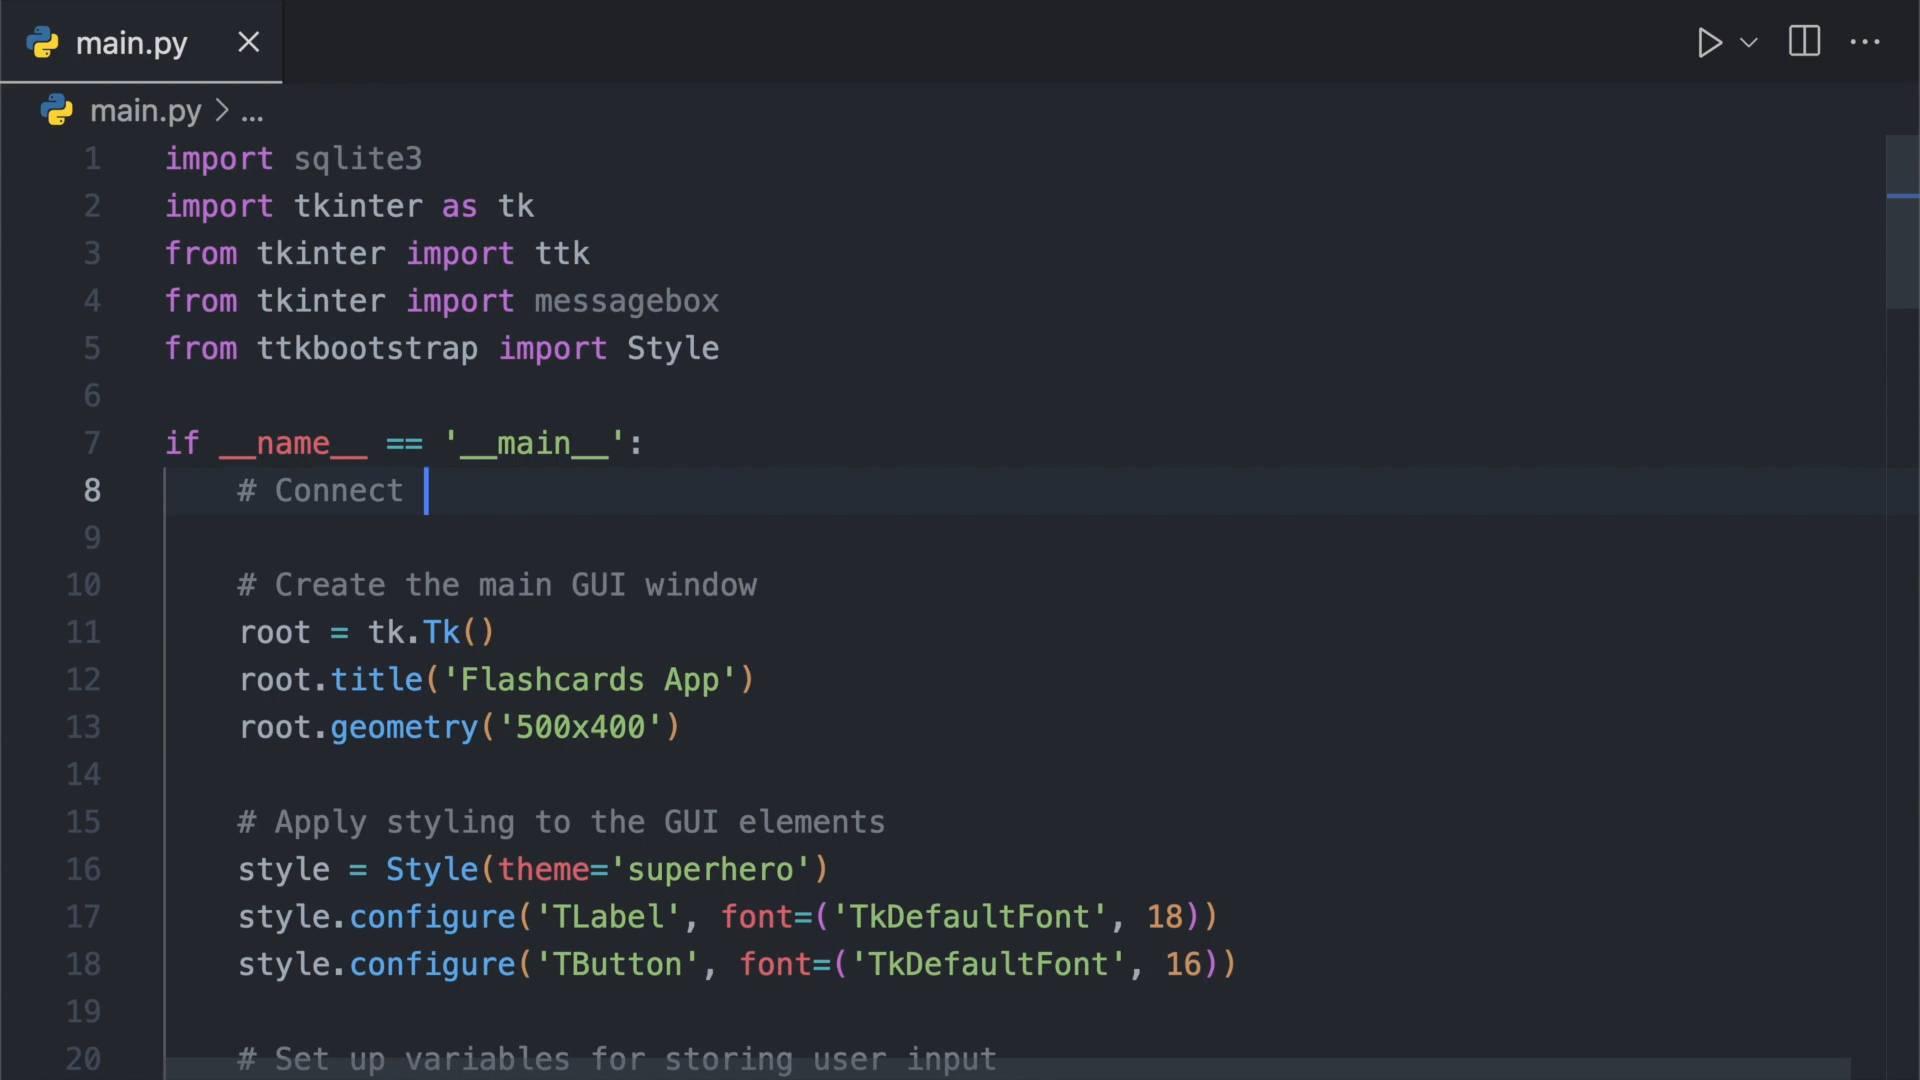 main.py
main.py > ...
1 import sqlite3
2 import tkinter as tk
3 from tkinter import ttk
4 from tkinter import messagebox
5 from ttkbootstrap import Style
6
7 if __name__ == '__main__':
8     # Connect
9
10     # Create the main GUI window
11     root = tk.Tk()
12     root.title('Flashcards App')
13     root.geometry('500x400')
14
15     # Apply styling to the GUI elements
16     style = Style(theme='superhero')
17     style.configure('TLabel', font=('TkDefaultFont', 18))
18     style.configure('TButton', font=('TkDefaultFont', 16))
19
20     # Set up variables for storing user input